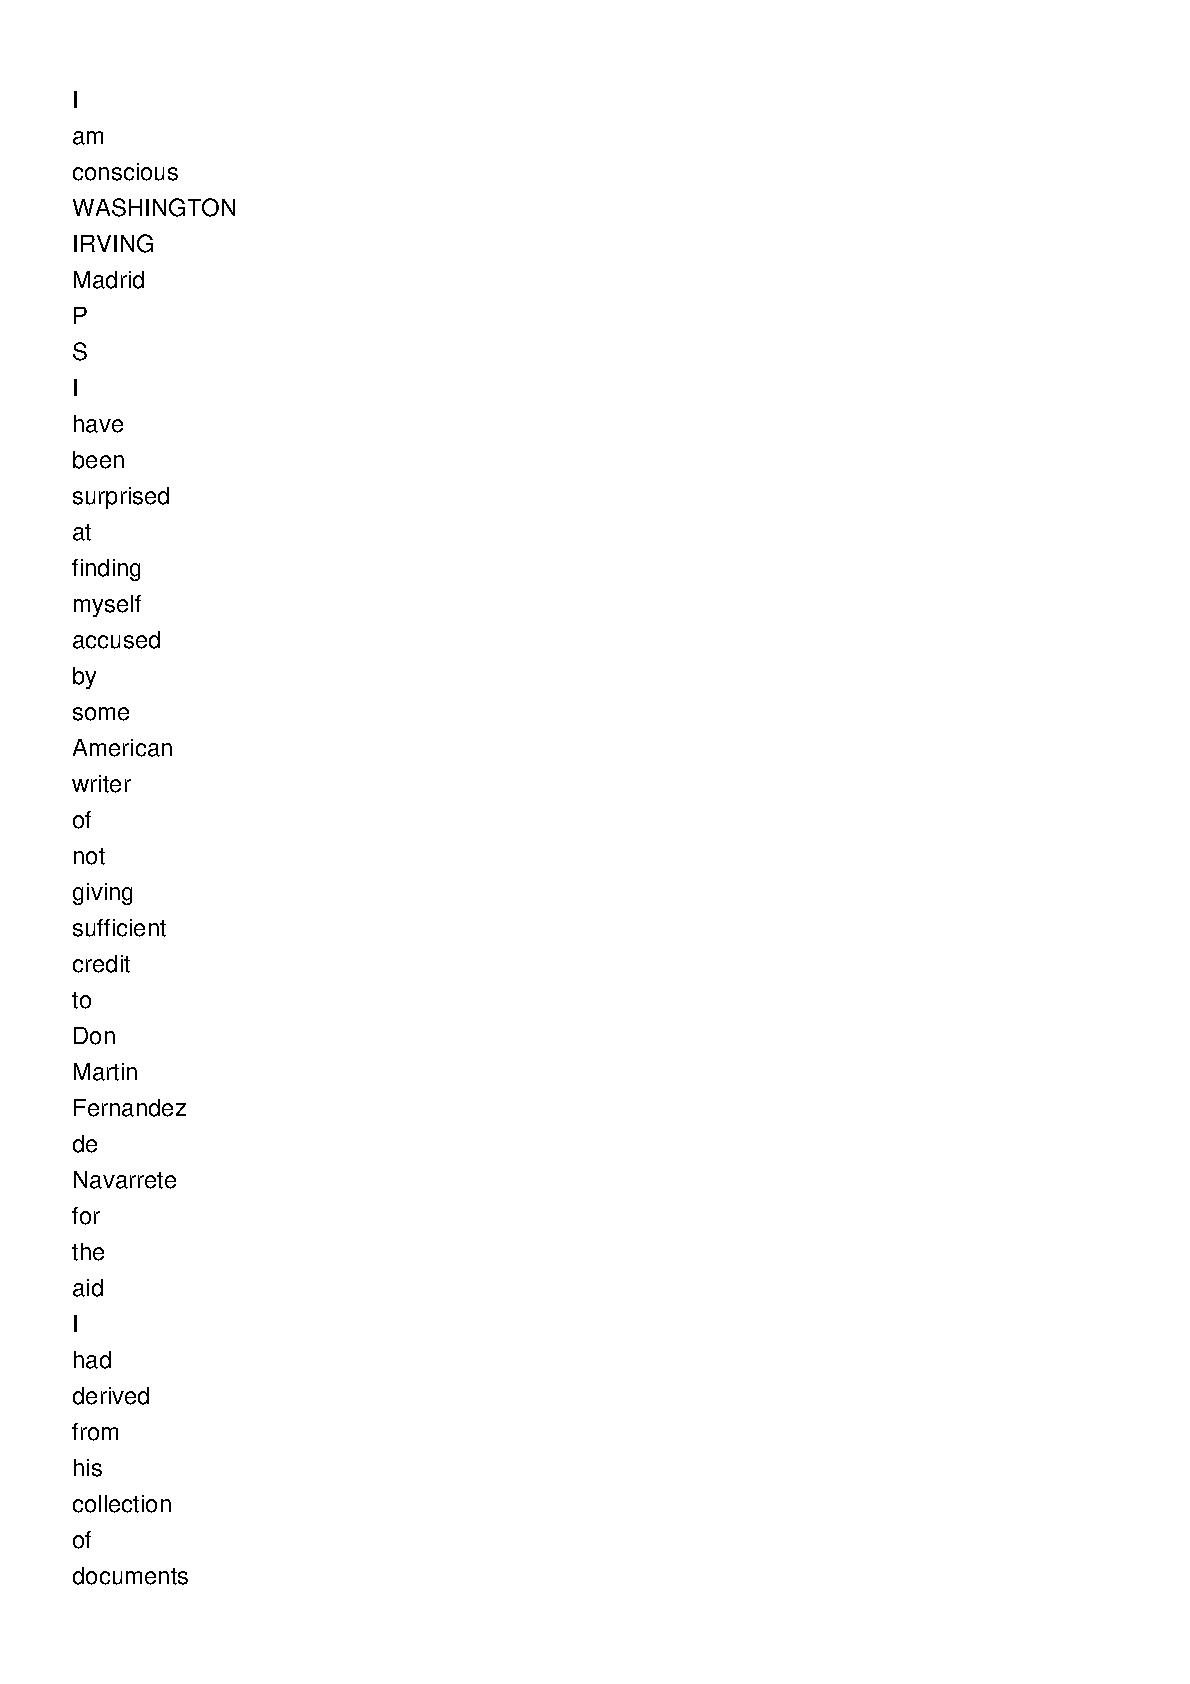 I
am
conscious
WASHINGTON
IRVING
Madrid
P
S
I
have
been
surprised
at
finding
myself
accused
by
some
American
writer
of
not
giving
sufficient
credit
to
Don
Martin
Fernandez
de
Navarrete
for
the
aid
I
had
derived
from
his
collection
of
documents